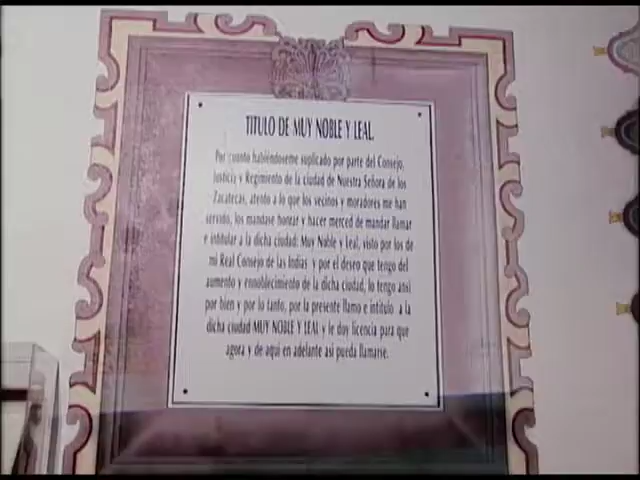 TITULO DE MUY NOBLE Y LEAL
Por cuanto habiéndoseme suplicado por parte del Consejo,
Justicia y Regimiento de la ciudad de Nuestra Señora de los
Zacatecas, atento a lo que los vecinos y moradores me han
servido, los mandase honrar y hacer merced de mandar llamar
e intitular a la dicha ciudad: Muy Noble y Leal, visto por los de
mi Real Consejo de las Indias y por el deseo que tengo del
aumento y ennoblecimiento de la dicha ciudad, lo tengo ansi
por bien y por lo tanto, por la presente llamo e intitulo a la
dicha ciudad MUY NOBLE Y LEAL y le doy licencia para que
agora y de aqui en adelante asi pueda llamarse.